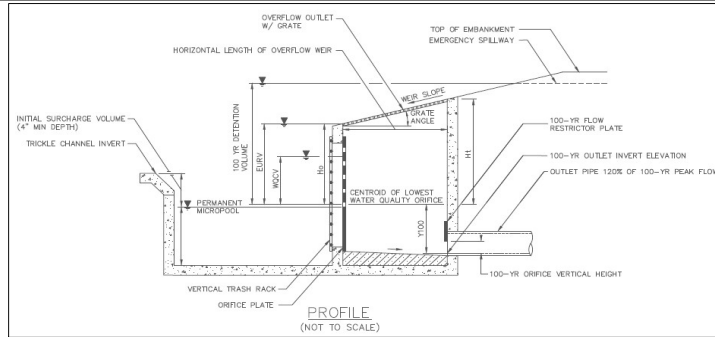 OVERFLOW OUTLET
W/ GRATE
TOP OF EMBANKMENT
EMERGENCY SPILLWAY
HORIZONTAL LENGTH OF OVERFLOW WEIR
WEIR SLOPE
GRATE
ANGLE
INITIAL SURCHARGE VOLUME
(4" MIN DEPTH)
TRICKLE CHANNEL INVERT
100 YR DETENTION
VOLUME
EURV
WQCV
Ho
Ht
100-YR FLOW
RESTRICTOR PLATE
100-YR OUTLET INVERT ELEVATION
OUTLET PIPE 120% OF 100-YR PEAK FLOW
CENTROID OF LOWEST
WATER QUALITY ORIFICE
PERMANENT
MICROPOOL
Y100
100-YR ORIFICE VERTICAL HEIGHT
VERTICAL TRASH RACK
ORIFICE PLATE
PROFILE
(NOT TO SCALE)